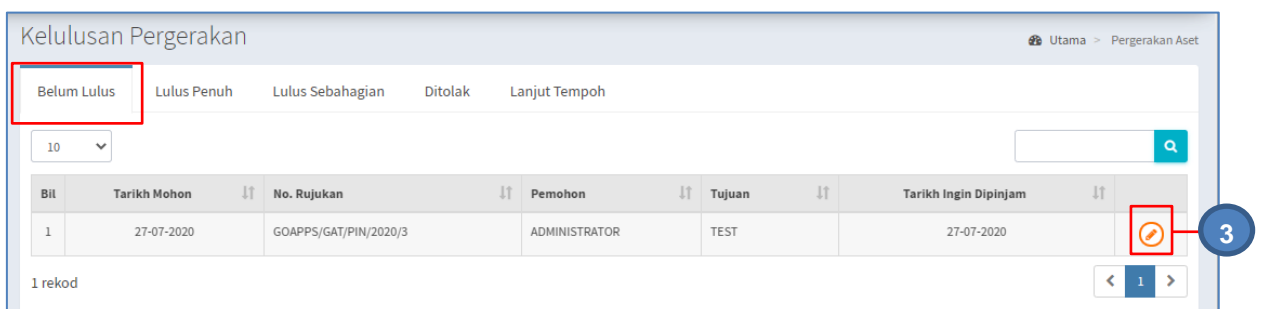 Kelulusan Pergerakan
Utama > Pergerakan Aset
Belum Lulus Lulus Penuh Lulus Sebahagian Ditolak Lanjut Tempoh
10
Bil Tarikh Mohon No. Rujukan Pemohon Tujuan Tarikh Ingin Dipinjam
1 27-07-2020 GOAPPS/GAT/PIN/2020/3 ADMINISTRATOR TEST 27-07-2020
3
1 rekod
< 1 >